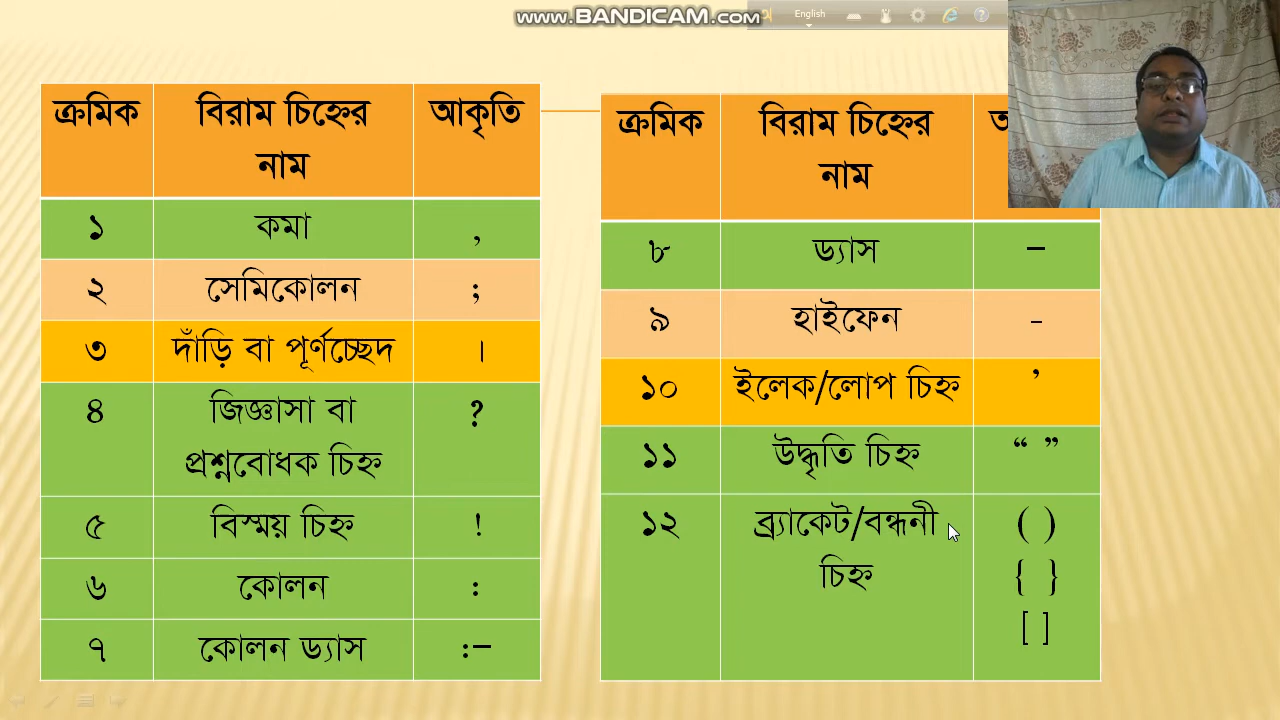 www.BANDICAM.com
English
ক্রমিক
বিরাম চিহ্নের
নাম
আকৃতি
১
কমা
,
২
সেমিকোলন
;
৩
দাঁড়ি বা পূর্ণচ্ছেদ
।
৪
জিজ্ঞাসা বা
প্রশ্নবোধক চিহ্ন
?
৫
বিস্ময় চিহ্ন
!
৬
কোলন
:
৭
কোলন ড্যাস
:–
ক্রমিক
বিরাম চিহ্নের
নাম
৮
ড্যাস
–
৯
হাইফেন
-
১০
ইলেক/লোপ চিহ্ন
’
১১
উদ্ধৃতি চিহ্ন
“ ”
১২
ব্র্যাকেট/বন্ধনী
চিহ্ন
( )
{ }
[ ]